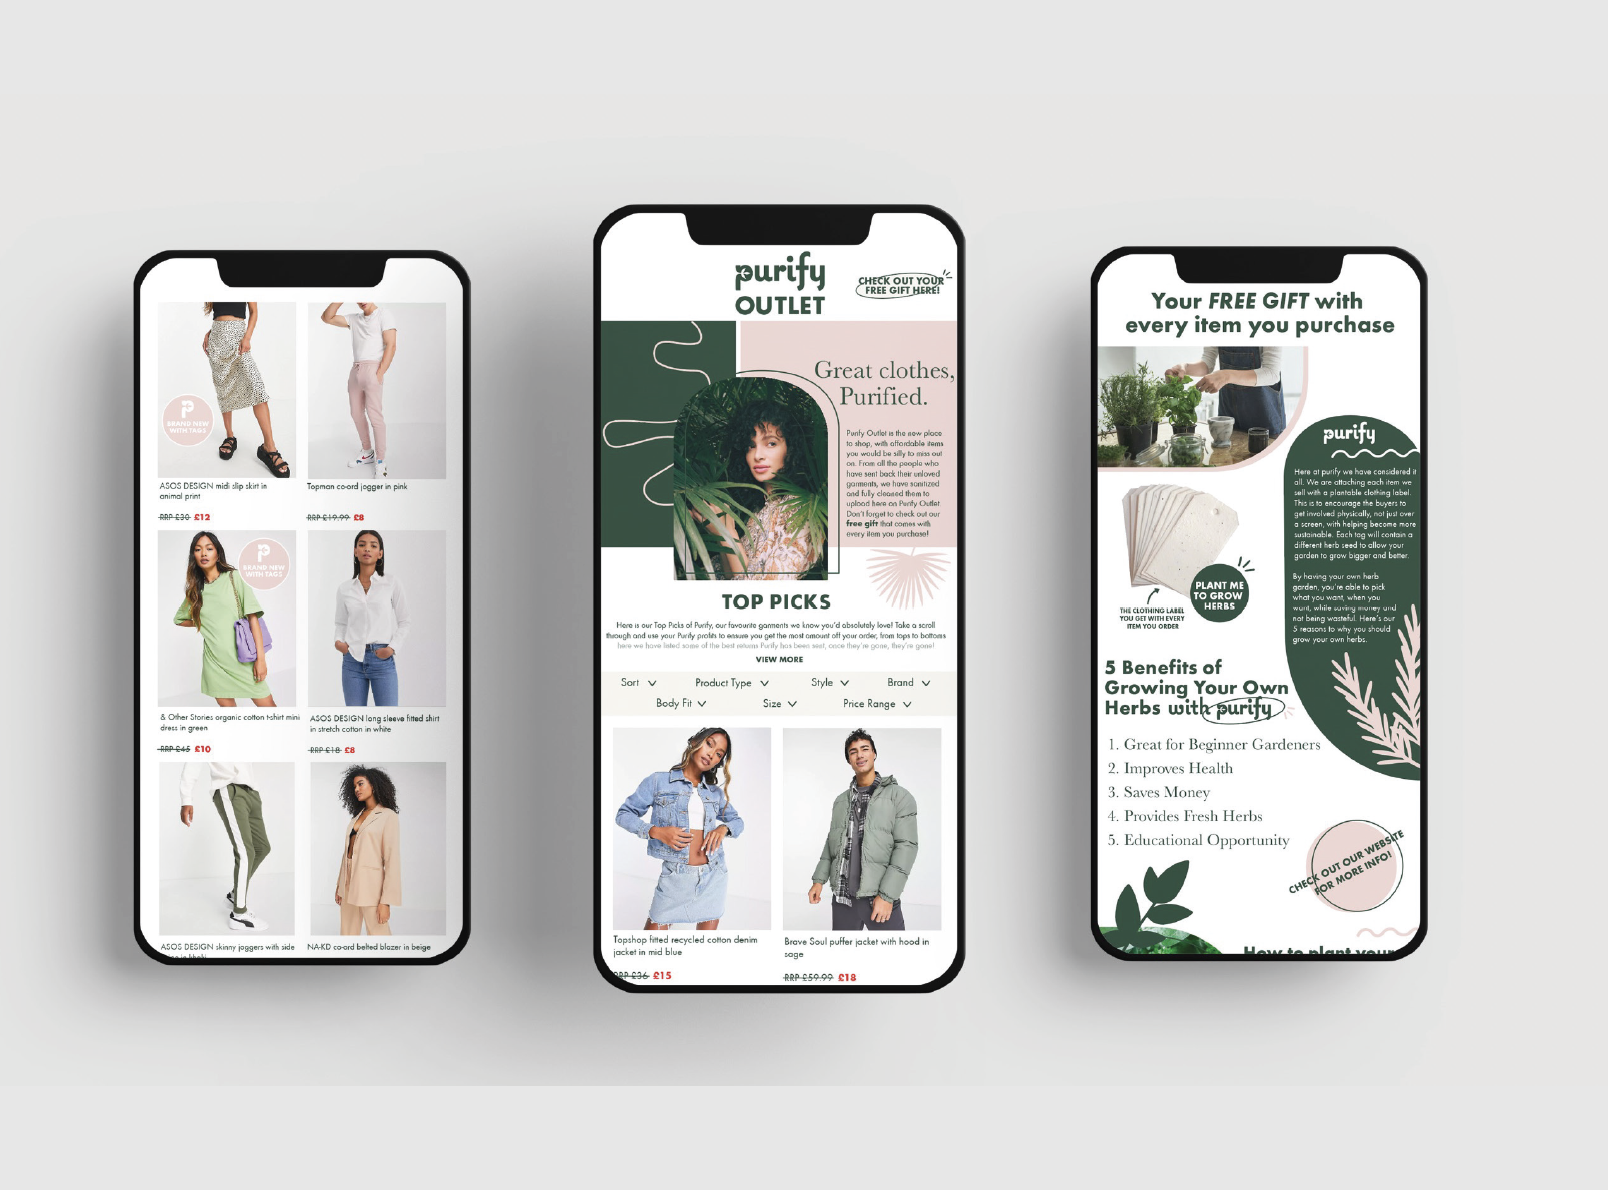 BRAND NEW
WITH TAGS
ASOS DESIGN midi slip skirt in
animal print
RRP £30 £12
Topman co-ord jogger in pink
RRP £19.99 £8
BRAND NEW
WITH TAGS
& Other Stories organic cotton t-shirt mini
dress in green
RRP £45 £10
ASOS DESIGN long sleeve fitted shirt
in stretch cotton in white
RRP £18 £8
ASOS DESIGN skinny joggers with side
NA-KD co-ord belted blazer in beige
purify
OUTLET
CHECK OUT YOUR
FREE GIFT HERE!
Great clothes,
Purified.
Purify Outlet is the new place
to shop, with affordable items
you would be silly to miss out
on. From all the people who
have sent back their unloved
garments, we have sanitized
and fully cleaned them to
upload here on Purify Outlet
Don't forget to check out our
free gift that comes with
every item you purchase!
TOP PICKS
Here is our Top Picks of Purify, our favourite garments we know you'd absolutely love! Take a scroll
through and use your Purify profits to ensure you get the most amount off your order, from tops to bottoms
here we have listed some of the best returns Purify has been sent, once they're gone, they're gone!
VIEW MORE
Sort Product Type Style Brand
Body Fit Size Price Range
Topshop fitted recycled cotton denim
jacket in mid blue
RRP £36 £15
Brave Soul puffer jacket with hood in
sage
RRP £59.99 £18
Your FREE GIFT with
every item you purchase
purify
Here at purify we have considered it
all. We are attaching each item we
sell with a plantable clothing label.
This is to encourage the buyers to
get involved physically, not just over
a screen, with helping become more
sustainable. Each tag will contain a
different herb seed to allow your
garden to grow bigger and better.
By having your own herb
garden, you're able to pick
what you want, when you
want, while saving money and
not being wasteful. Here's our
5 reasons to why you should
grow your own herbs.
PLANT ME
TO GROW
HERBS
THE CLOTHING LABEL
YOU GET WITH EVERY
ITEM YOU ORDER
5 Benefits of
Growing Your Own
Herbs with purify
1. Great for Beginner Gardeners
2. Improves Health
3. Saves Money
4. Provides Fresh Herbs
5. Educational Opportunity
CHECK OUT OUR WEBSITE
FOR MORE INFO!
How to plant your